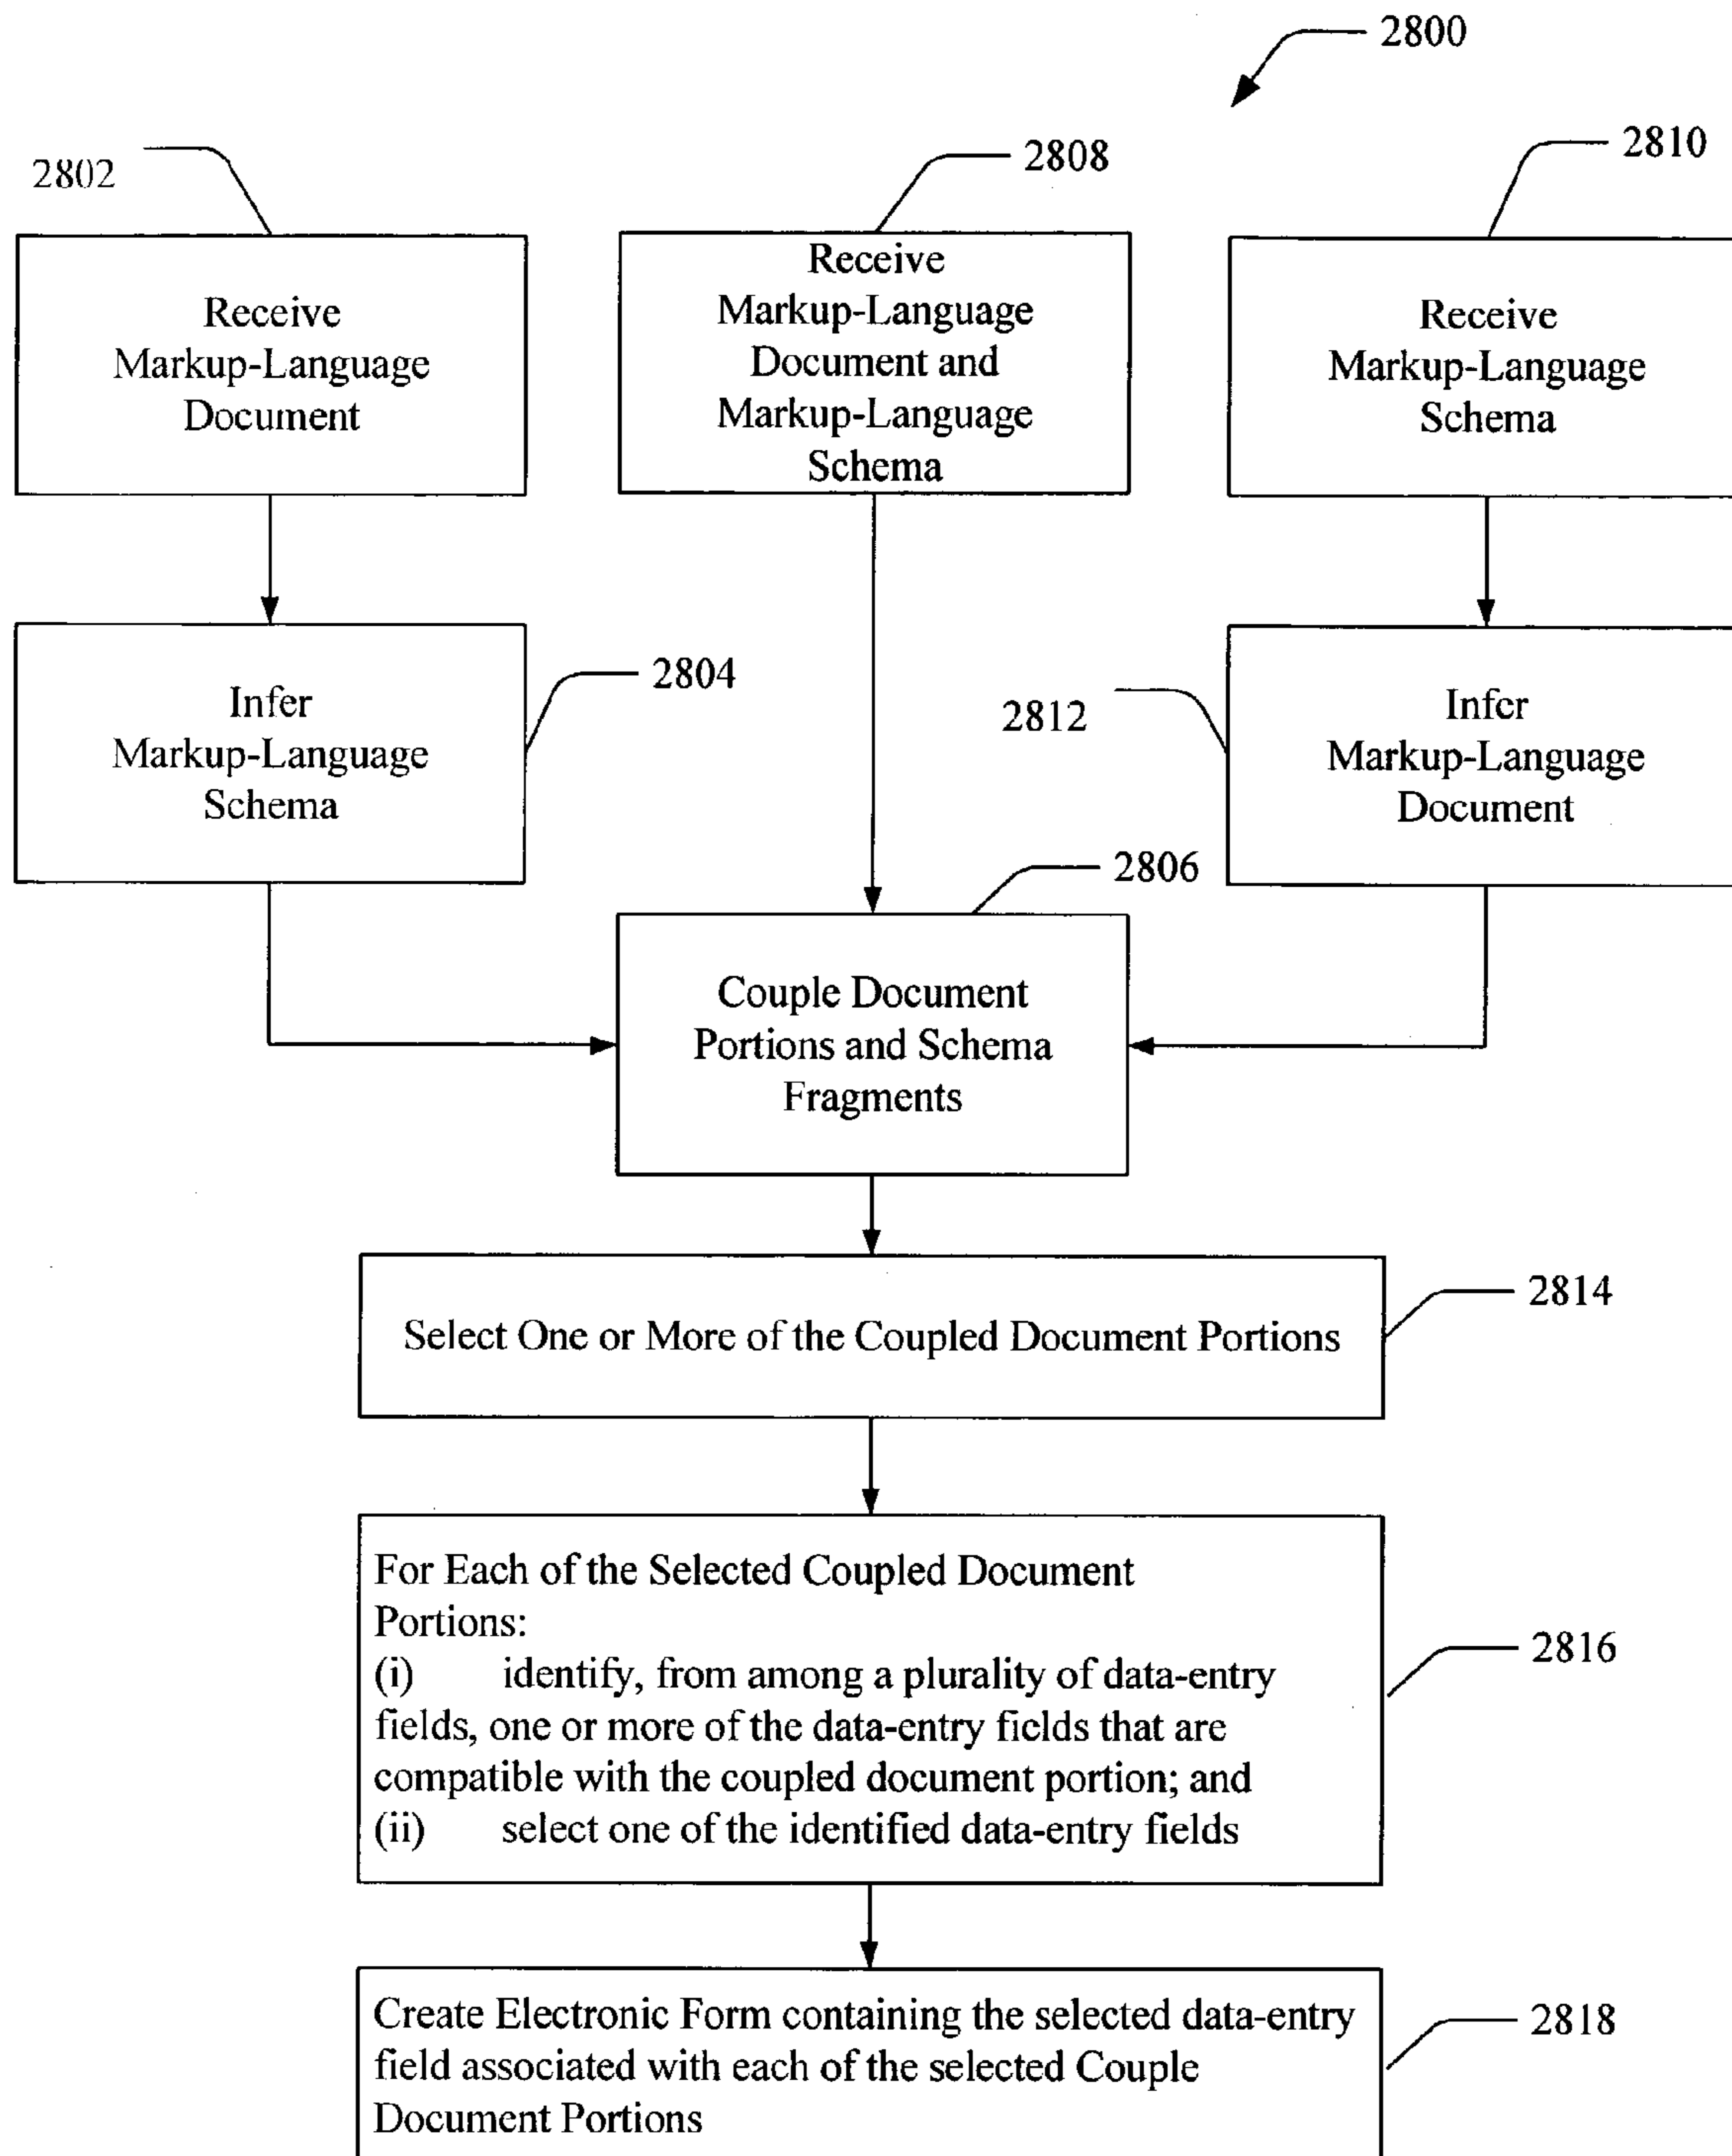 2800
2802
2808
2810
Receive
Markup-Language
Document
Receive
Markup-Language
Document and
Markup-Language
Schema
Receive
Markup-Language
Schema
2804
2812
Infer
Markup-Language
Schema
Infer
Markup-Language
Document
2806
Couple Document
Portions and Schema
Fragments
2814
Select One or More of the Coupled Document Portions
For Each of the Selected Coupled Document
Portions:
(i) identify, from among a plurality of data-entry
fields, one or more of the data-entry fields that are
compatible with the coupled document portion; and
(ii) select one of the identified data-entry fields
2816
Create Electronic Form containing the selected data-entry
field associated with each of the selected Couple
Document Portions
2818